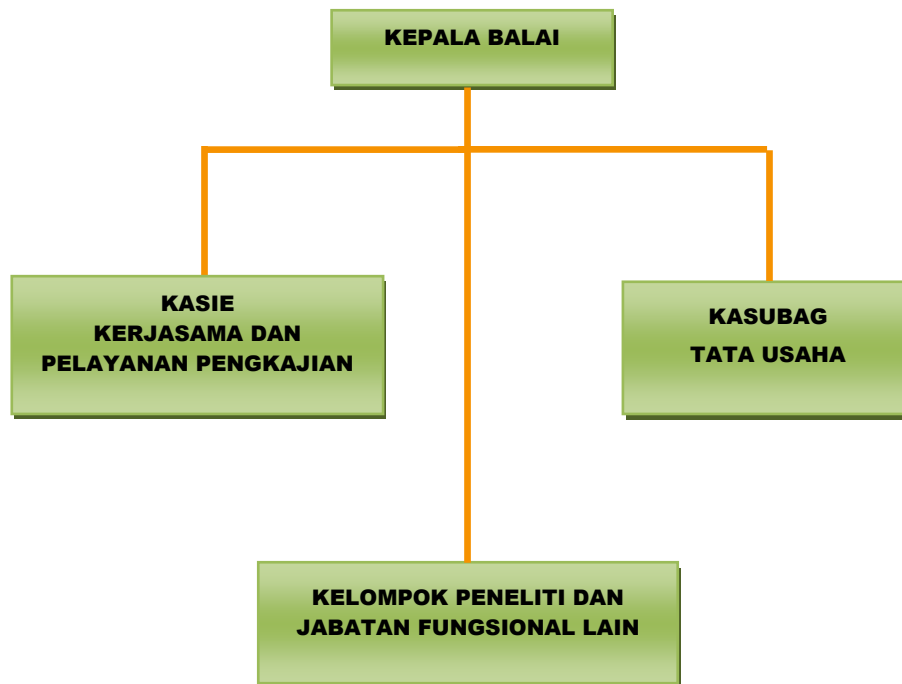 KEPALA BALAI
KASIE
KERJASAMA DAN
PELAYANAN PENGKAJIAN
KASUBAG
TATA USAHA
KELOMPOK PENELITI DAN
JABATAN FUNGSIONAL LAIN